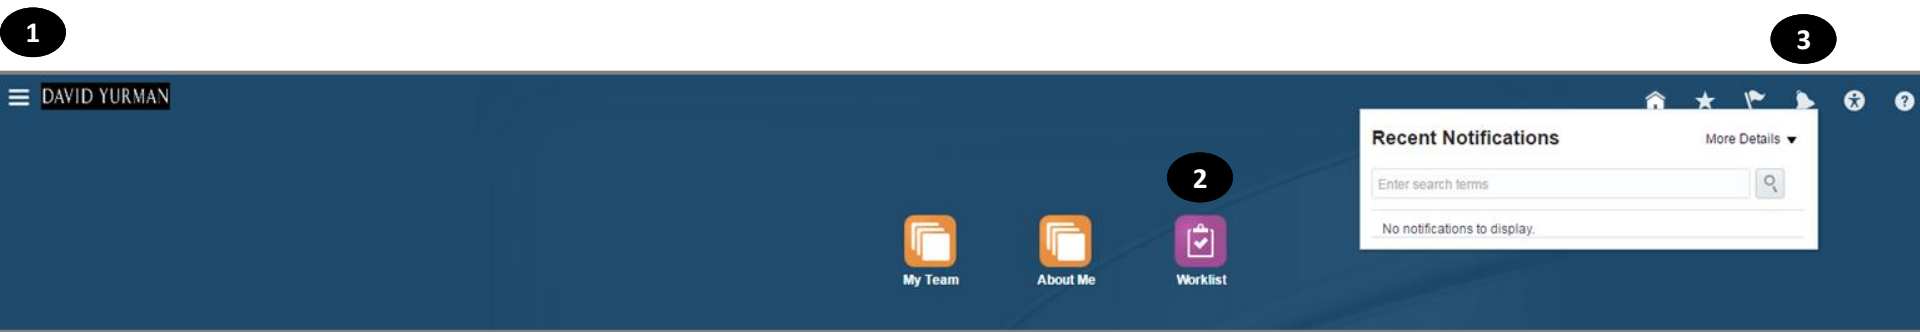 1
3
DAVID YURMAN
Recent Notifications
More Details
Enter search terms
No notifications to display.
2
My Team
About Me
Worklist
?